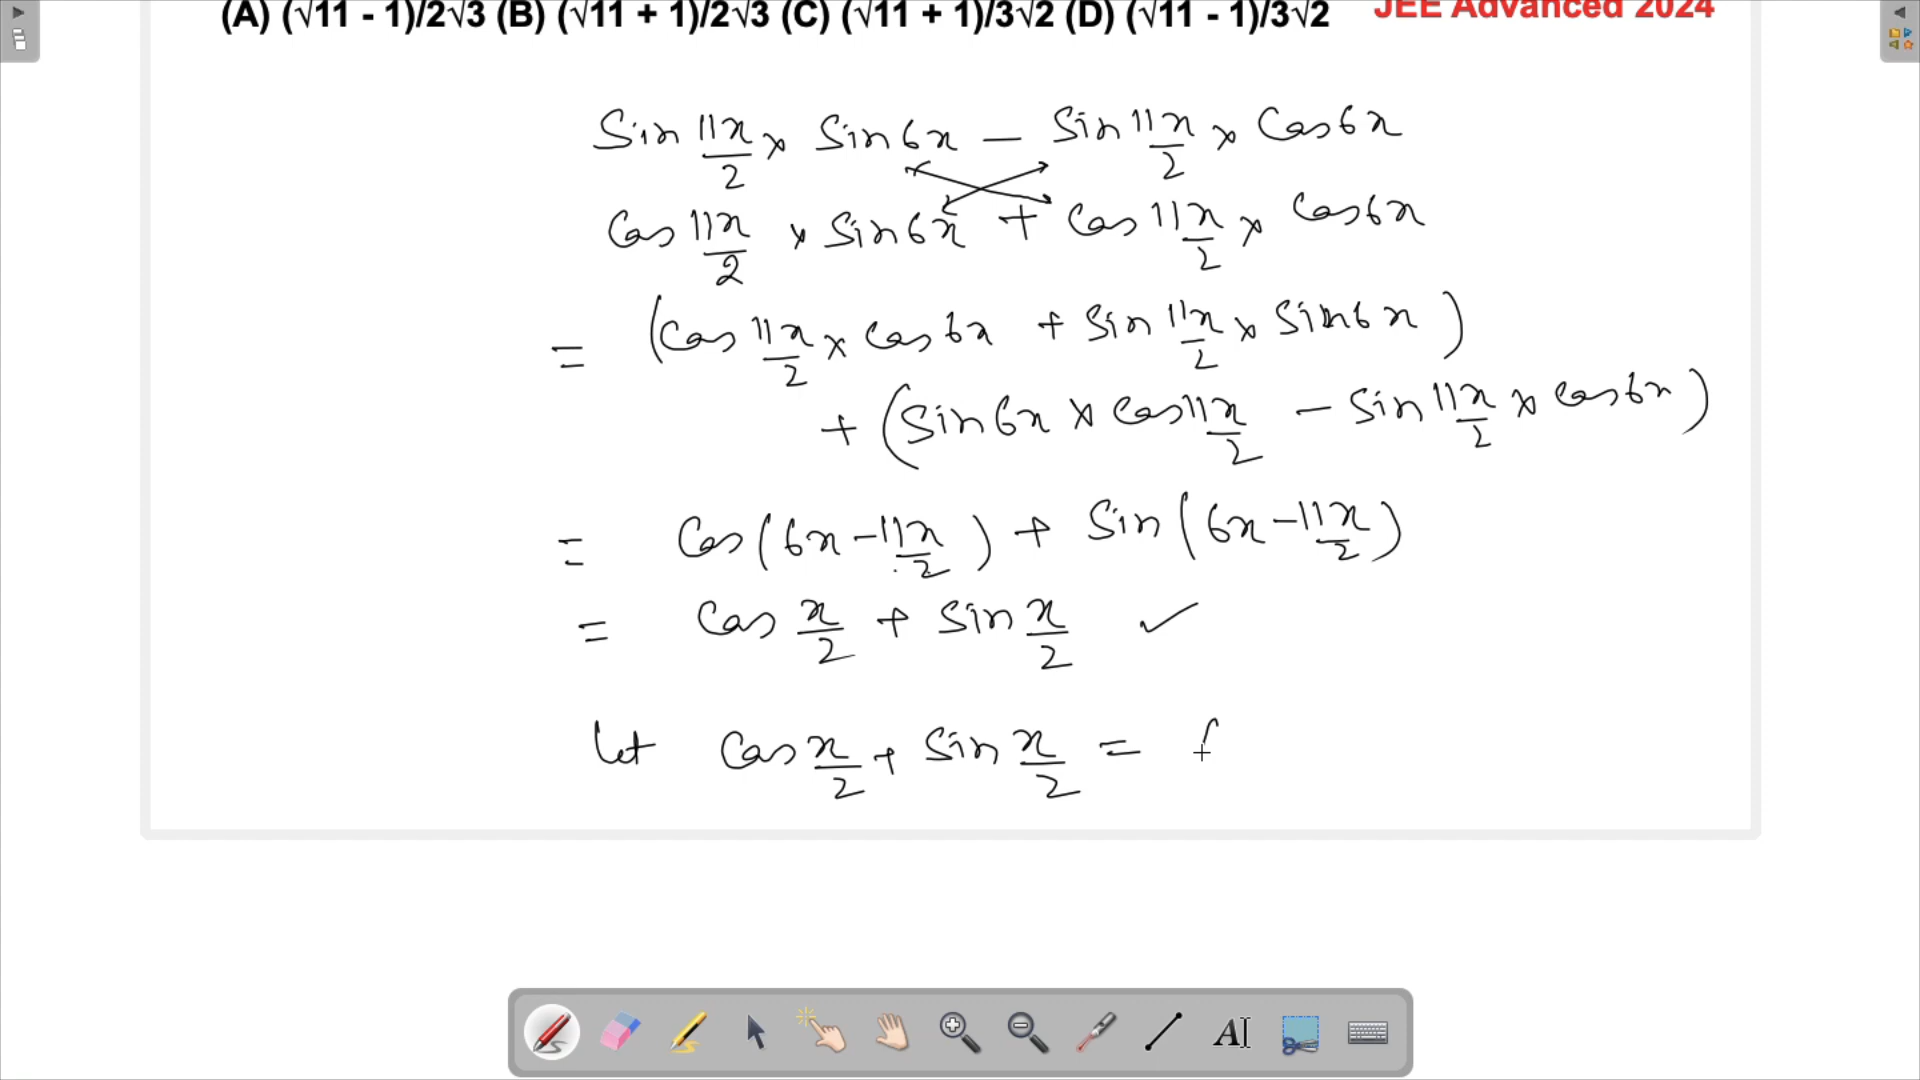 (A) (√11 - 1)/2√3 (B) (√11 + 1)/2√3 (C) (√11 + 1)/3√2 (D) (√11 - 1)/3√2 JEE Advanced 2024
Sin 11x/2 × Sin 6x − Sin 11x/2 × Cos 6x
Cos 11x/2 × Sin 6x + Cos 11x/2 × Cos 6x
= (Cos 11x/2 × Cos 6x + Sin 11x/2 × Sin 6x)
+ (Sin 6x × Cos 11x/2 − Sin 11x/2 × Cos 6x)
= Cos (6x − 11x/2) + Sin (6x − 11x/2)
= Cos x/2 + Sin x/2 ✓
Let Cos x/2 + Sin x/2 = t
AI